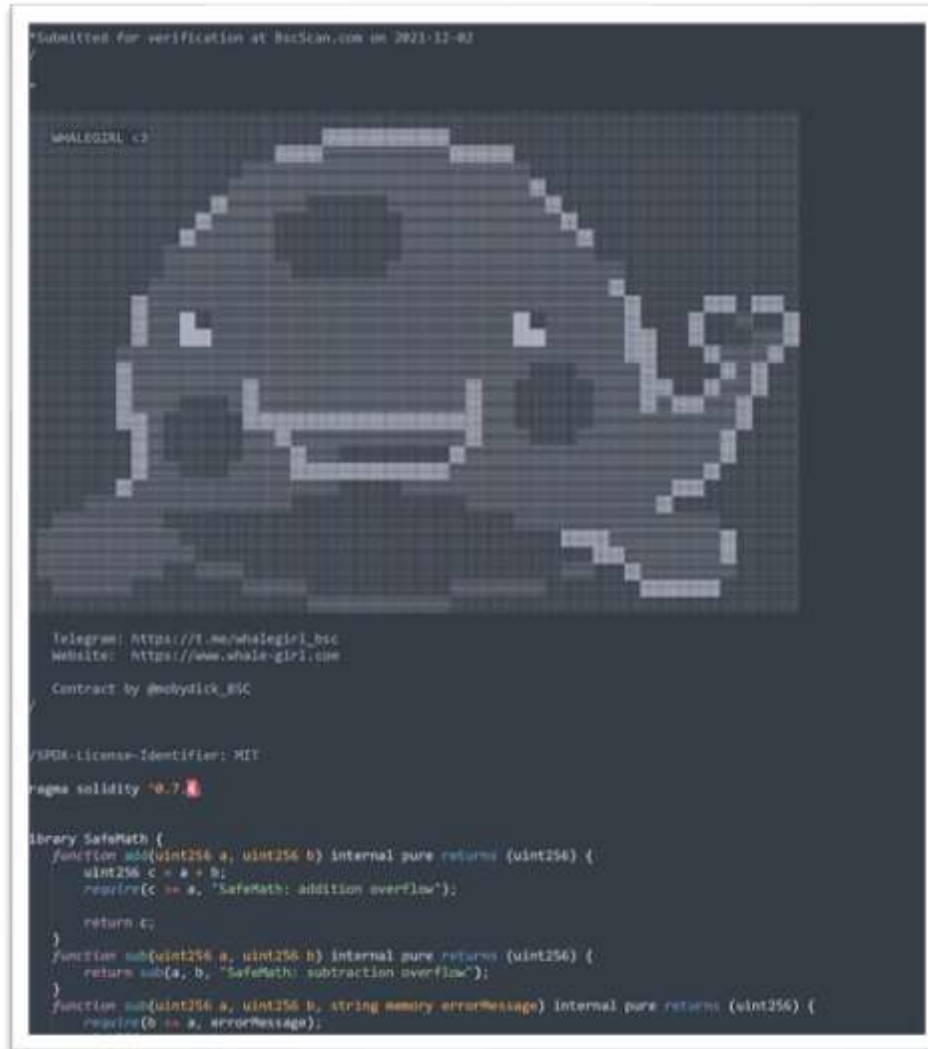 *Submitted for verification at BscScan.com on 2021-12-02
/
WHALEGIRL <3
Telegram: https://t.me/whalegirl_bsc
Website: https://www.whale-girl.com
Contract by @mobydick_BSC
/
/SPDX-License-Identifier: MIT
ragma solidity ^0.7.4
ibrary SafeMath {
function add(uint256 a, uint256 b) internal pure returns (uint256) {
uint256 c = a + b;
require(c >= a, "SafeMath: addition overflow");
return c;
}
function sub(uint256 a, uint256 b) internal pure returns (uint256) {
return sub(a, b, "SafeMath: subtraction overflow");
}
function sub(uint256 a, uint256 b, string memory errorMessage) internal pure returns (uint256) {
require(b <= a, errorMessage);